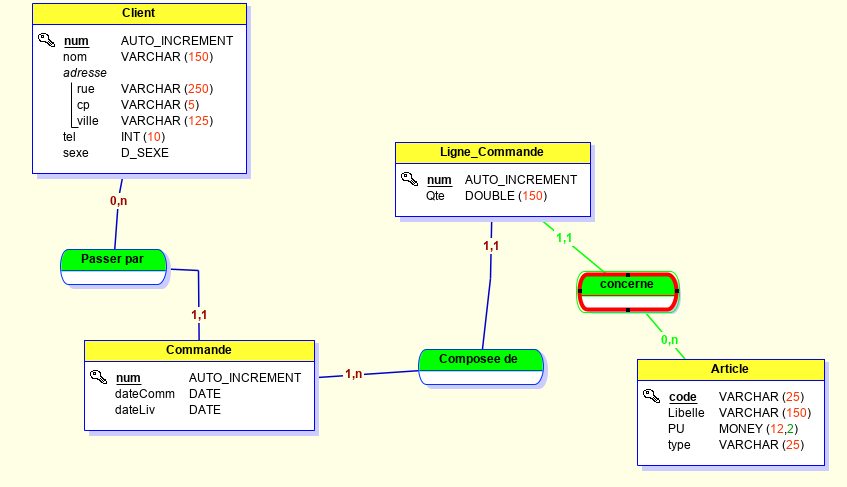 Client
num AUTO_INCREMENT
nom VARCHAR (150)
adresse
rue VARCHAR (250)
cp VARCHAR (5)
ville VARCHAR (125)
tel INT (10)
sexe D_SEXE
0,n
Passer par
1,1
Commande
num AUTO_INCREMENT
dateComm DATE
dateLiv DATE
1,n
Composee de
1,1
Ligne_Commande
num AUTO_INCREMENT
Qte DOUBLE (150)
1,1
concerne
0,n
Article
code VARCHAR (25)
Libelle VARCHAR (150)
PU MONEY (12,2)
type VARCHAR (25)